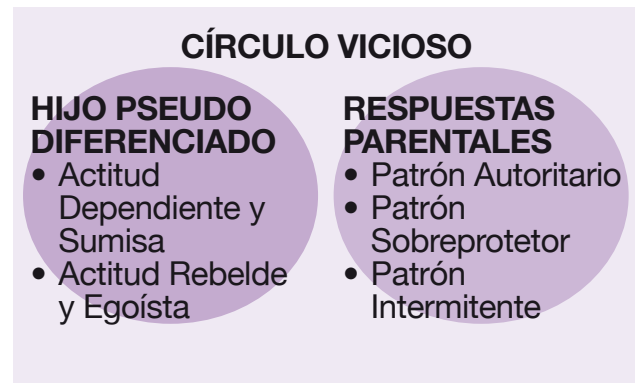 CÍRCULO VICIOSO
HIJO PSEUDO
DIFERENCIADO
• Actitud
Dependiente y
Sumisa
• Actitud Rebelde
y Egoísta
RESPUESTAS
PARENTALES
• Patrón Autoritario
• Patrón
Sobreprotetor
• Patrón
Intermitente